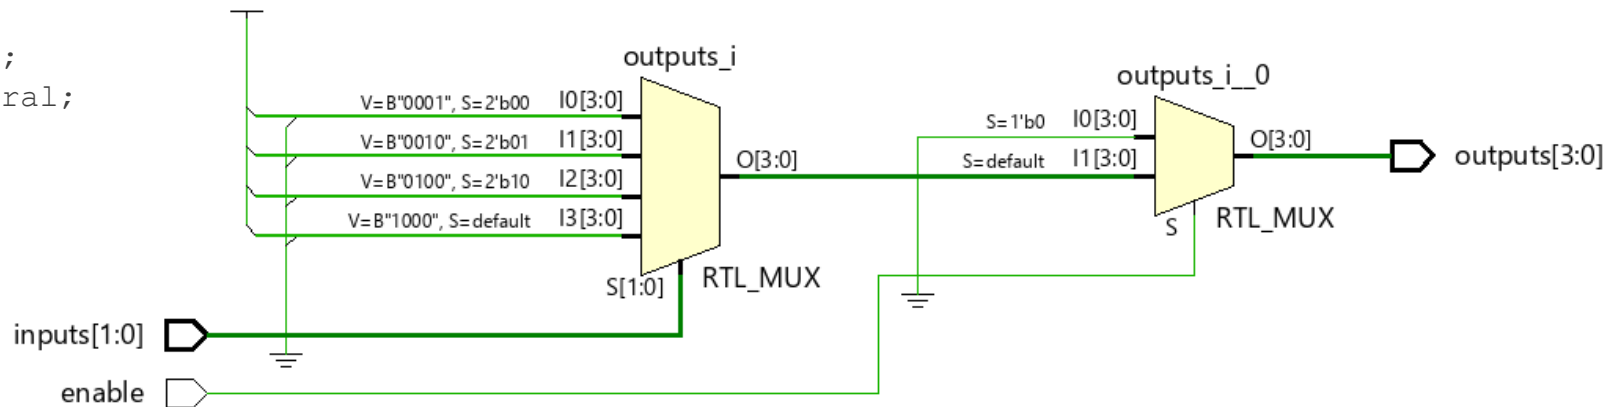 ;
ral;
outputs_i
V=B"0001", S=2'b00 I0[3:0]
V=B"0010", S=2'b01 I1[3:0]
V=B"0100", S=2'b10 I2[3:0]
V=B"1000", S=default I3[3:0]
O[3:0]
S[1:0]
RTL_MUX
outputs_i__0
S=1'b0 I0[3:0]
S=default I1[3:0]
O[3:0]
S
RTL_MUX
outputs[3:0]
inputs[1:0]
enable